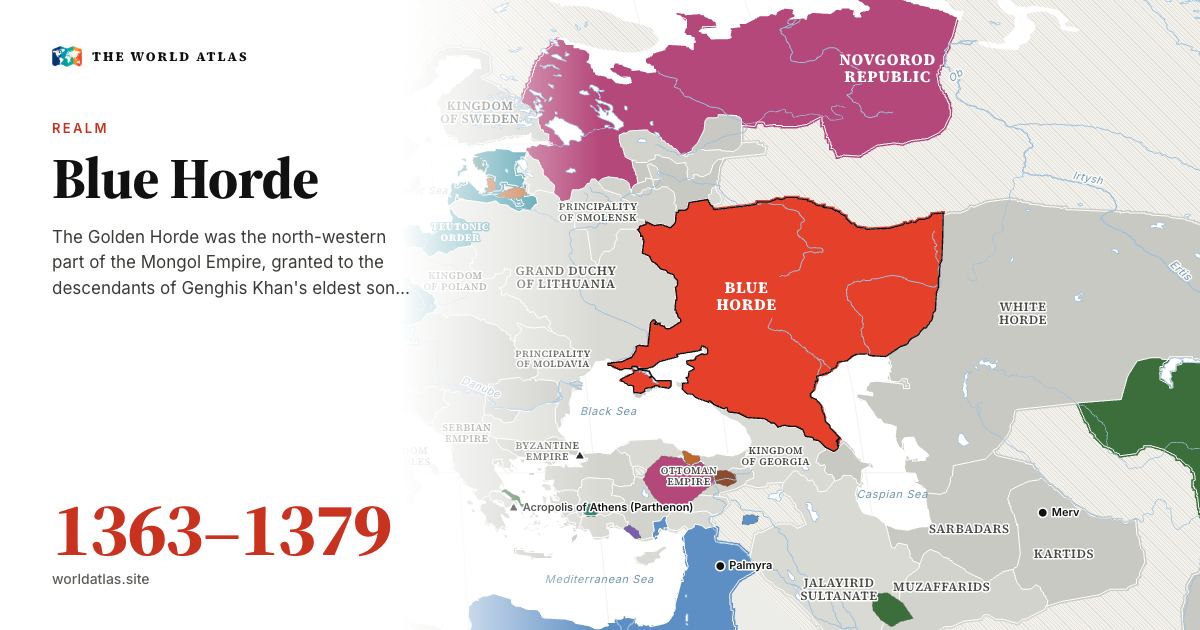 THE WORLD ATLAS
REALM
Blue Horde
The Golden Horde was the north-western
part of the Mongol Empire, granted to the
descendants of Genghis Khan's eldest son...
1363–1379
worldatlas.site
NOVGOROD
REPUBLIC
Ob
KINGDOM
OF SWEDEN
Irtysh
PRINCIPALITY
OF SMOLENSK
TEUTONIC
ORDER
GRAND DUCHY
OF LITHUANIA
KINGDOM
OF POLAND
Ertis
BLUE
HORDE
WHITE
HORDE
PRINCIPALITY
OF MOLDAVIA
Danube
Black Sea
SERBIAN
EMPIRE
BYZANTINE
EMPIRE
KINGDOM
OF GEORGIA
OTTOMAN
EMPIRE
Caspian Sea
Acropolis of Athens (Parthenon)
Merv
SARBADARS
KARTIDS
Palmyra
Mediterranean Sea
JALAYIRID
SULTANATE
MUZAFFARIDS